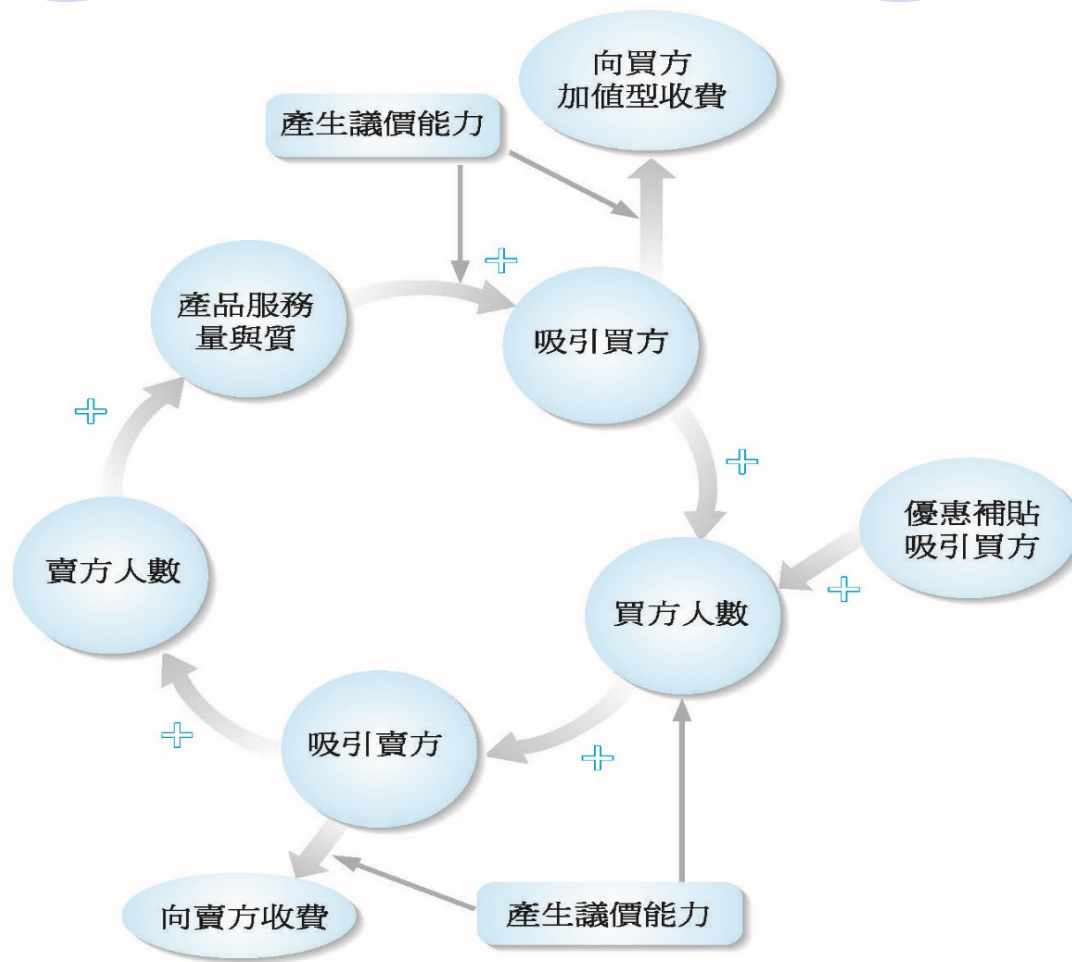 向買方
加值型收費
產生議價能力
產品服務
量與質
吸引買方
優惠補貼
吸引買方
賣方人數
買方人數
吸引賣方
向賣方收費
產生議價能力